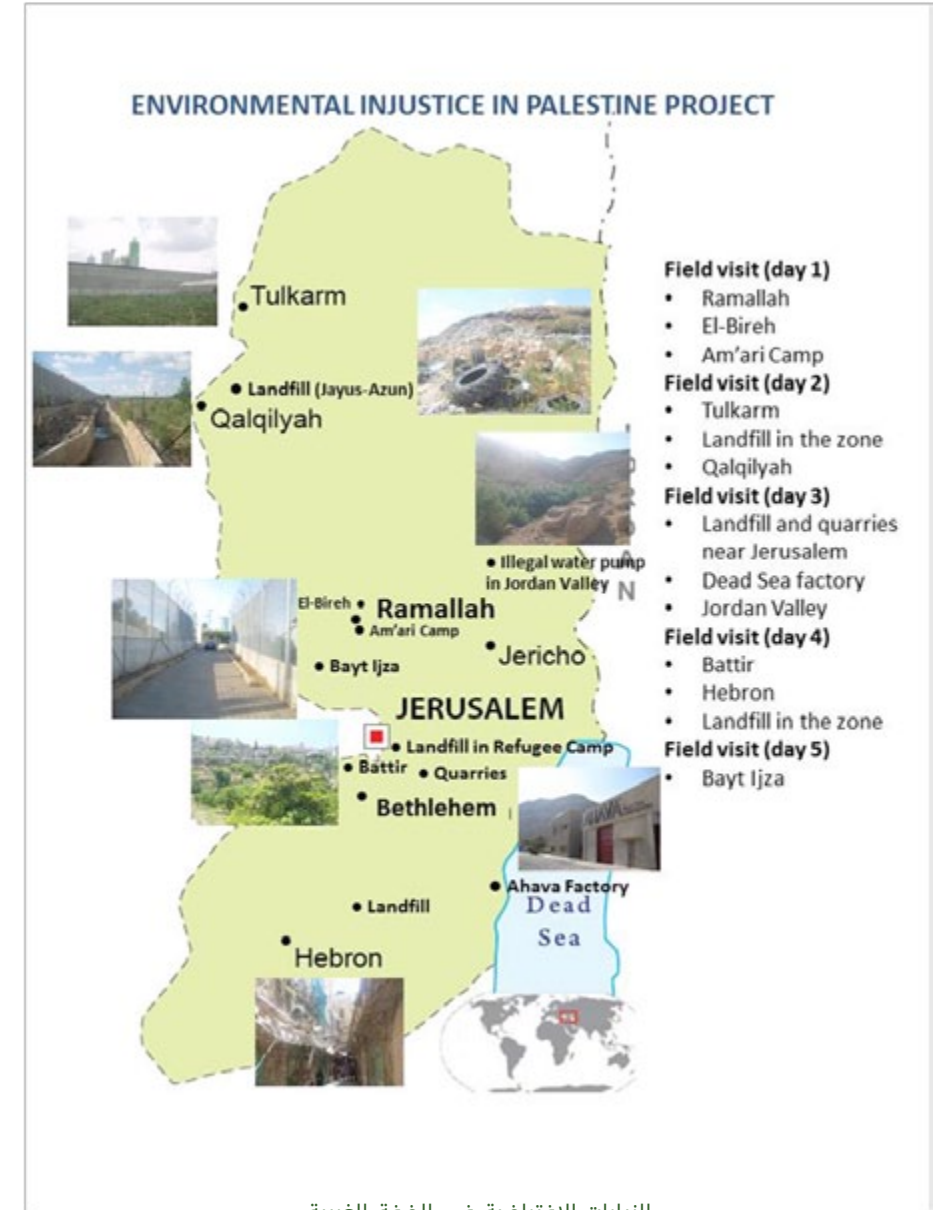 ENVIRONMENTAL INJUSTICE IN PALESTINE PROJECT
Tulkarm
Landfill (Jayus-Azun)
Qalqilyah
Illegal water pump
in Jordan Valley
El-Bireh
Ramallah
Am'ari Camp
Jericho
Bayt Ijza
JERUSALEM
Landfill in Refugee Camp
Battir
Quarries
Bethlehem
AHAVA
Ahava Factory
Dead
Sea
Landfill
Hebron
Field visit (day 1)
• Ramallah
• El-Bireh
• Am'ari Camp
Field visit (day 2)
• Tulkarm
• Landfill in the zone
• Qalqilyah
Field visit (day 3)
• Landfill and quarries
near Jerusalem
• Dead Sea factory
• Jordan Valley
Field visit (day 4)
• Battir
• Hebron
• Landfill in the zone
Field visit (day 5)
• Bayt Ijza